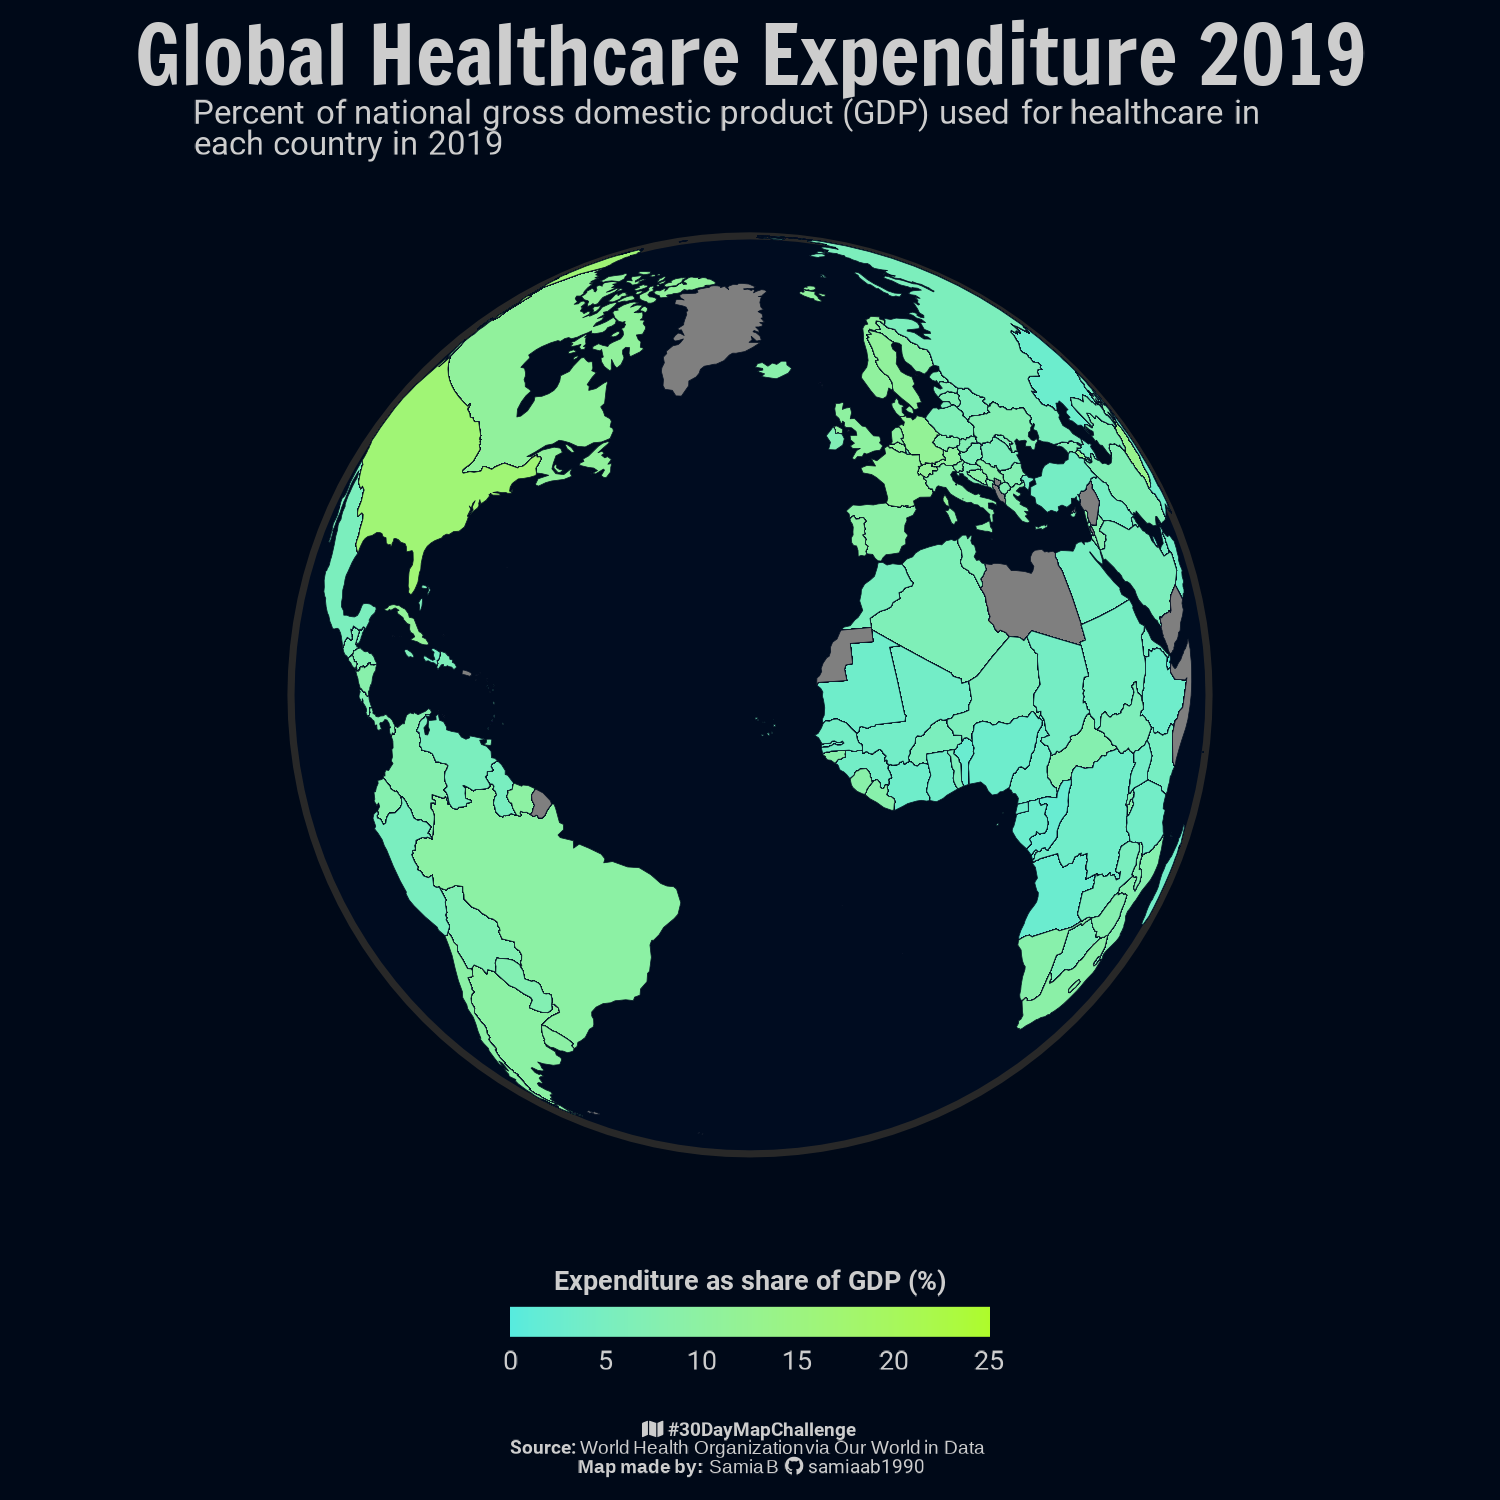 Global Healthcare Expenditure 2019
Percent of national gross domestic product (GDP) used for healthcare in
each country in 2019
Expenditure as share of GDP (%)
0 5 10 15 20 25
#30DayMapChallenge
Source: World Health Organization via Our World in Data
Map made by: Samia B samiaab1990